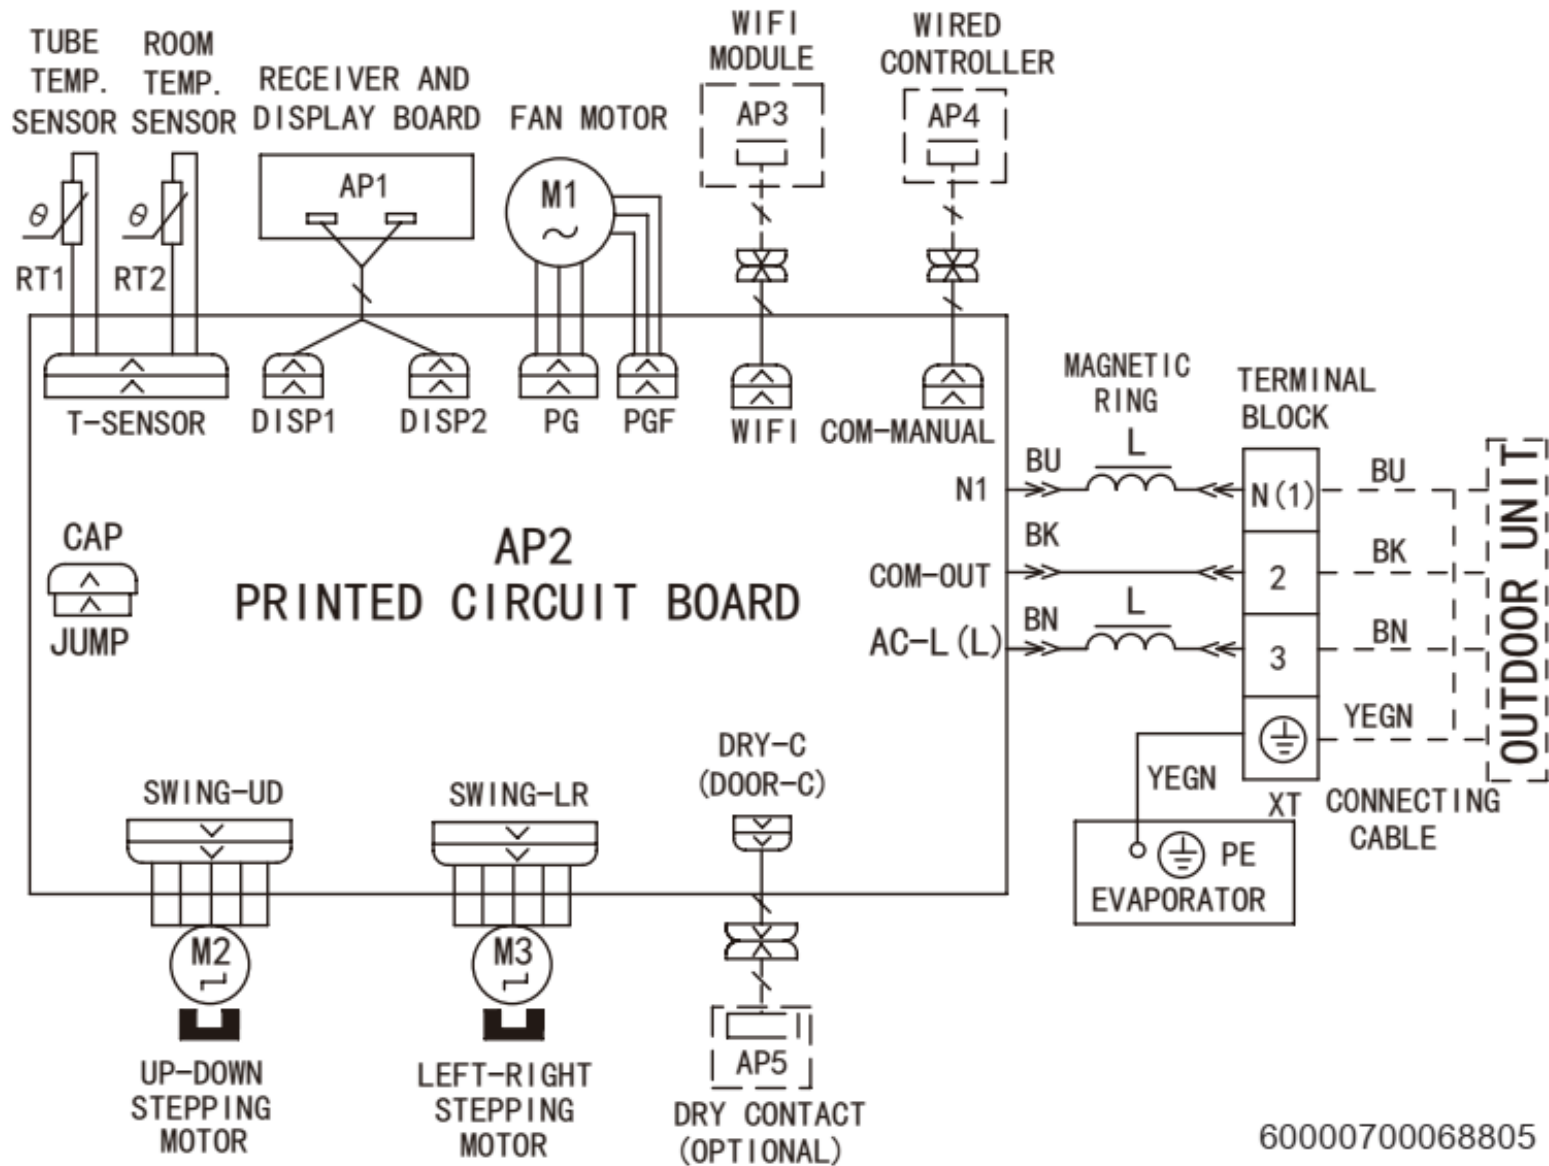 TUBE TEMP. SENSOR
ROOM TEMP. SENSOR
RECEIVER AND
DISPLAY BOARD
FAN MOTOR
WIFI
MODULE
WIRED
CONTROLLER
AP3
AP4
AP1
M1
θ
θ
RT1
RT2
T-SENSOR
DISP1
DISP2
PG
PGF
WIFI
COM-MANUAL
MAGNETIC
RING
TERMINAL
BLOCK
L
N1
BU
N(1)
BU
CAP
JUMP
AP2
PRINTED CIRCUIT BOARD
COM-OUT
BK
2
BK
AC-L(L)
BN
L
3
BN
YEGN
OUTDOOR UNIT
YEGN
XT
CONNECTING
CABLE
PE
EVAPORATOR
SWING-UD
SWING-LR
DRY-C
(DOOR-C)
M2
M3
AP5
UP-DOWN
STEPPING
MOTOR
LEFT-RIGHT
STEPPING
MOTOR
DRY CONTACT
(OPTIONAL)
60000700068805